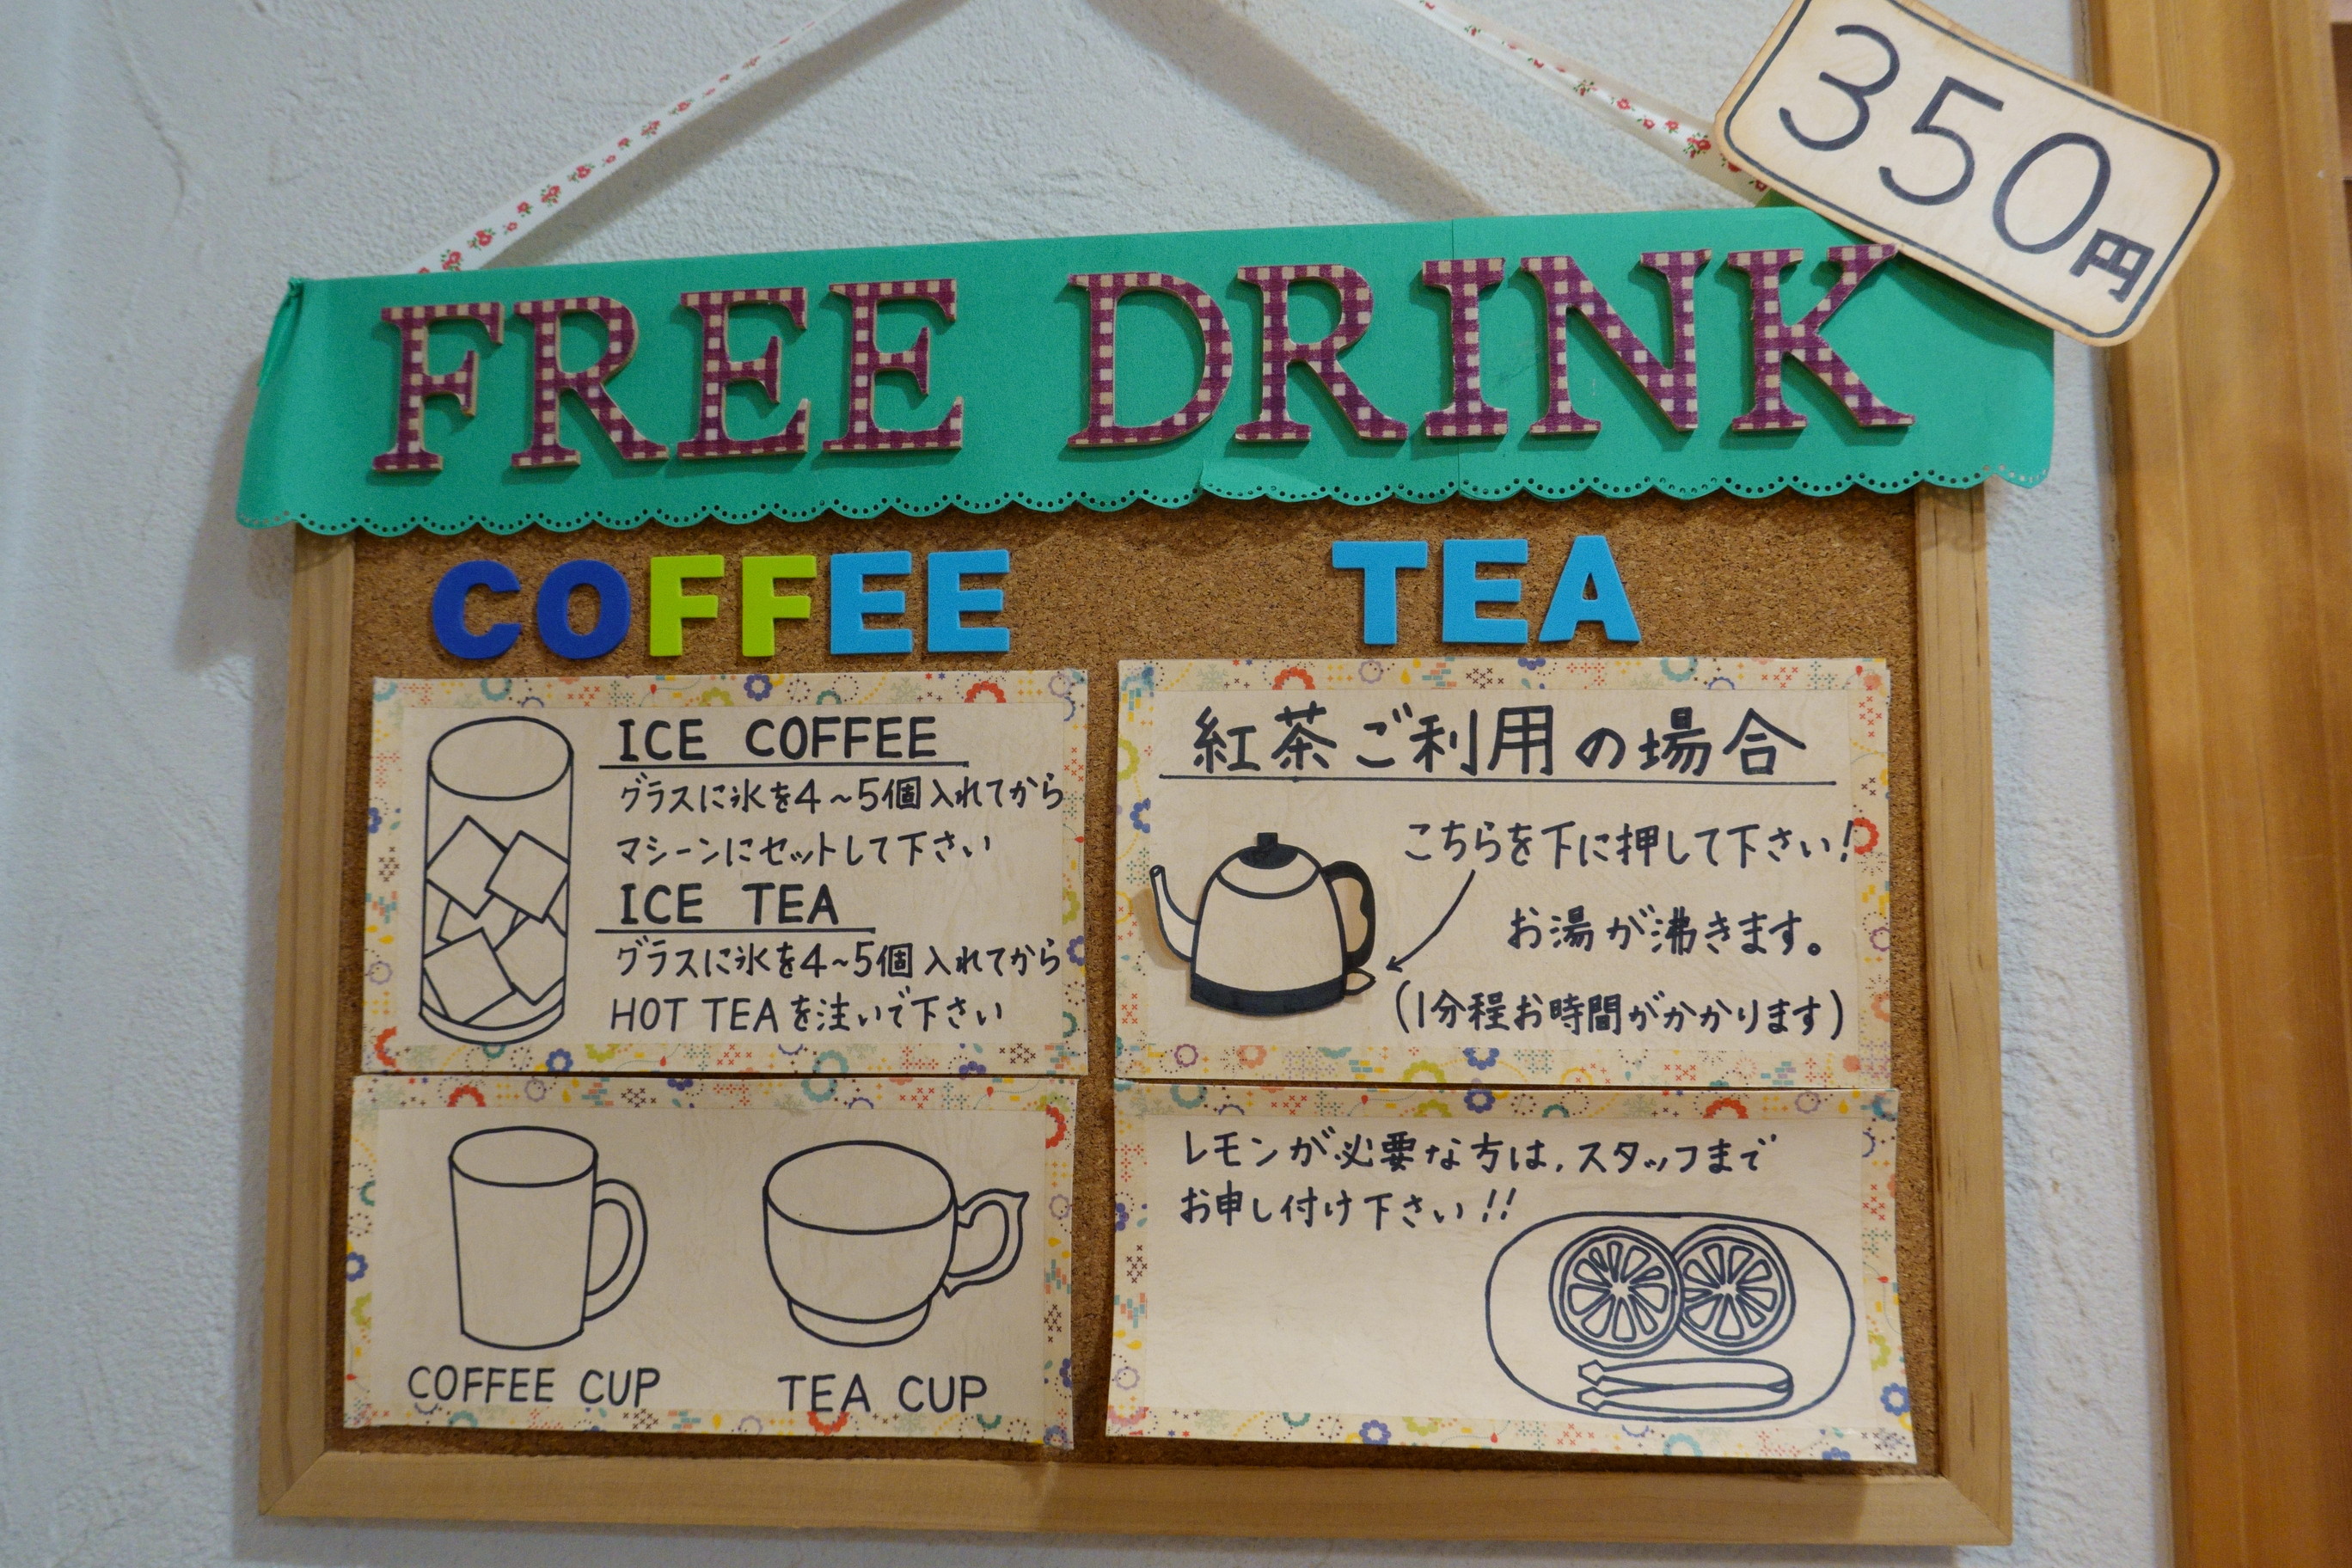 350円
FREE DRINK
COFFEE
ICE COFFEE
グラスに氷を4~5個入れてから
マシーンにセットして下さい
ICE TEA
グラスに氷を4~5個入れてから
HOT TEAを注いで下さい
COFFEE CUP
TEA CUP
TEA
紅茶ご利用の場合
こちらを下に押して下さい!
お湯が沸きます。
(1分程お時間がかかります)
レモンが必要な方は、スタッフまで
お申し付け下さい!!